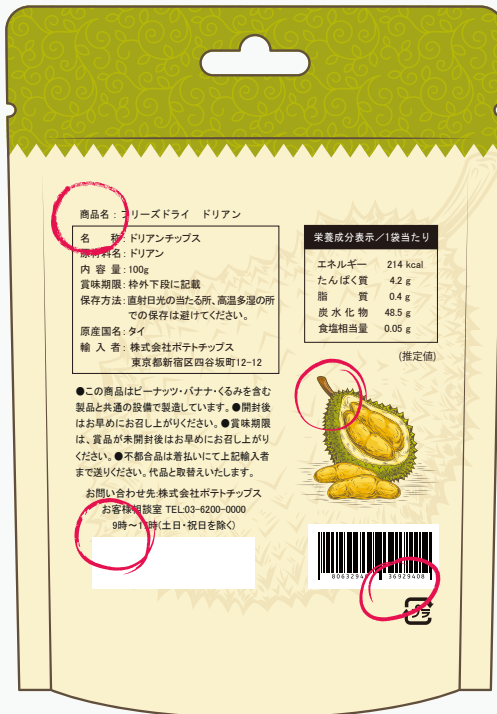 商品名：フリーズドライ　ドリアン
名　　称：ドリアンチップス
原材料名：ドリアン
内 容 量：100g
賞味期限：枠外下段に記載
保存方法：直射日光の当たる所、高温多湿の所
での保存は避けてください。
原産国名：タイ
輸 入 者：株式会社ポテトチップス
東京都新宿区四谷坂町12-12
●この商品はピーナッツ・バナナ・くるみを含む
製品と共通の設備で製造しています。●開封後
はお早めにお召し上がりください。●賞味期限
は、賞品が未開封後はお早めにお召し上がり
ください。●不都合品は着払いにて上記輸入者
まで送りください。代品と取替えいたします。
お問い合わせ先:株式会社ポテトチップス
お客様相談室 TEL:03-6200-0000
9時～17時(土日・祝日を除く)
栄養成分表示／1袋当たり
エネルギー　214 kcal
たんぱく質　4.2 g
脂　　質　0.4 g
炭 水 化 物　48.5 g
食塩相当量　0.05 g
(推定値)
36929408
プラ